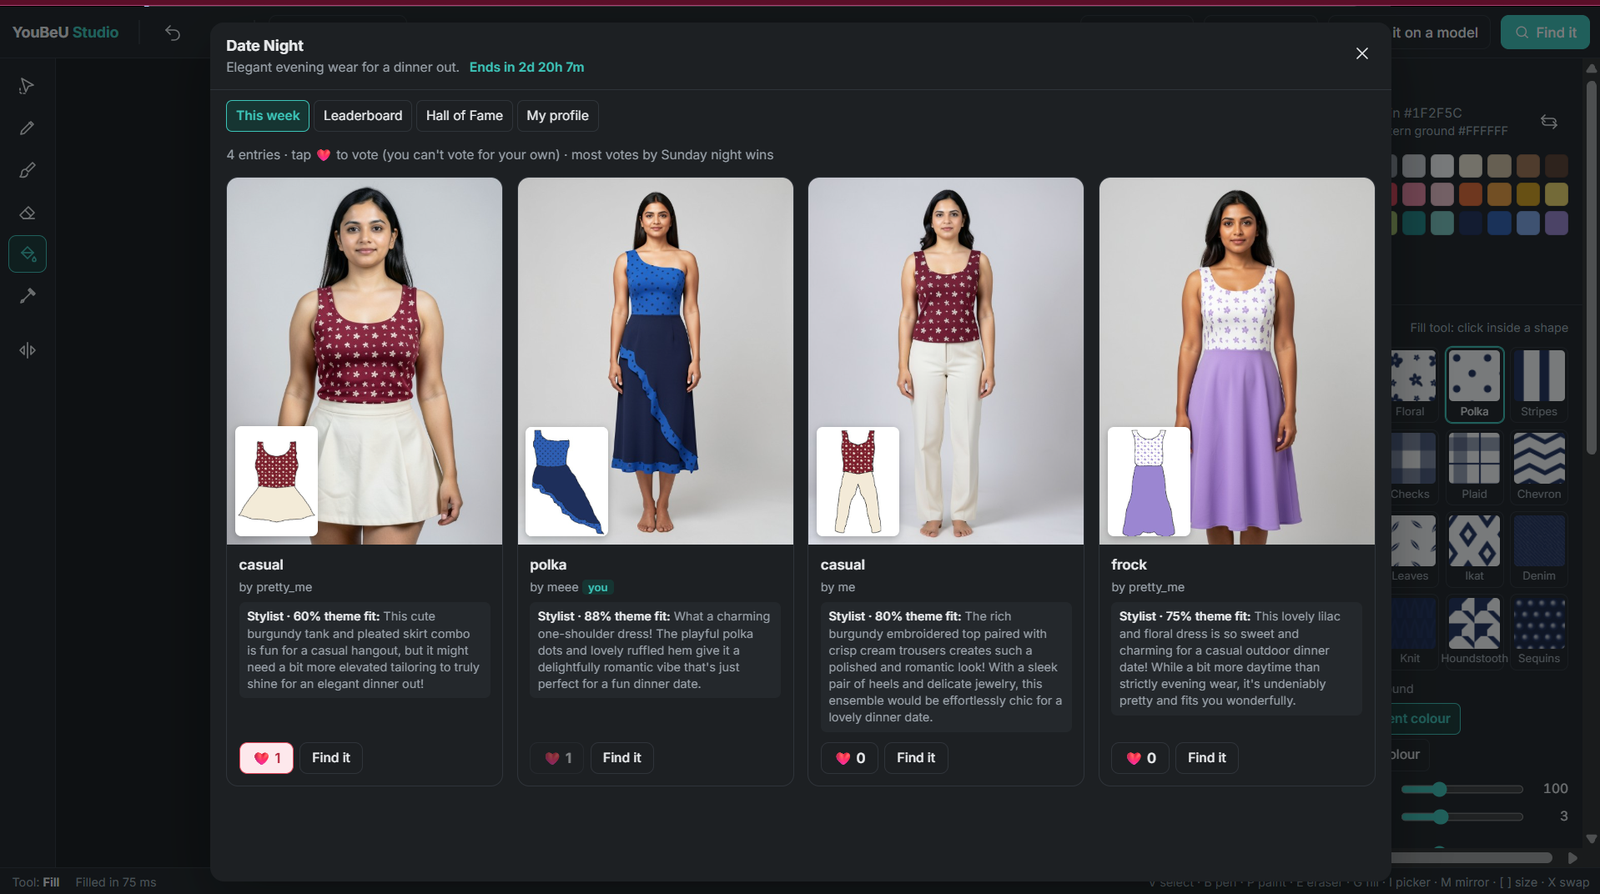 YouBeU Studio
it on a model
Find it
Date Night
Elegant evening wear for a dinner out. Ends in 2d 20h 7m
This week
Leaderboard
Hall of Fame
My profile
4 entries · tap ❤ to vote (you can't vote for your own) · most votes by Sunday night wins
casual
by pretty_me
Stylist · 60% theme fit: This cute
burgundy tank and pleated skirt combo
is fun for a casual hangout, but it might
need a bit more elevated tailoring to truly
shine for an elegant dinner out!
❤ 1
Find it
polka
by meee you
Stylist · 88% theme fit: What a charming
one-shoulder dress! The playful polka
dots and lovely ruffled hem give it a
delightfully romantic vibe that's just
perfect for a fun dinner date.
❤ 1
Find it
casual
by me
Stylist · 80% theme fit: The rich
burgundy embroidered top paired with
crisp cream trousers creates such a
polished and romantic look! With a sleek
pair of heels and delicate jewelry, this
ensemble would be effortlessly chic for a
lovely dinner date.
❤ 0
Find it
frock
by pretty_me
Stylist · 75% theme fit: This lovely lilac
and floral dress is so sweet and
charming for a casual outdoor dinner
date! While a bit more daytime than
strictly evening wear, it's undeniably
pretty and fits you wonderfully.
❤ 0
Find it
n #1F2F5C
tern ground #FFFFFF
Fill tool: click inside a shape
Floral
Polka
Stripes
Checks
Plaid
Chevron
Leaves
Ikat
Denim
Knit
Houndstooth
Sequins
und
ent colour
olour
100
3
Tool: Fill
Filled in 75 ms
V select · B pen · P paint · E eraser · G fill · I picker · M mirror · [ ] size · X swap